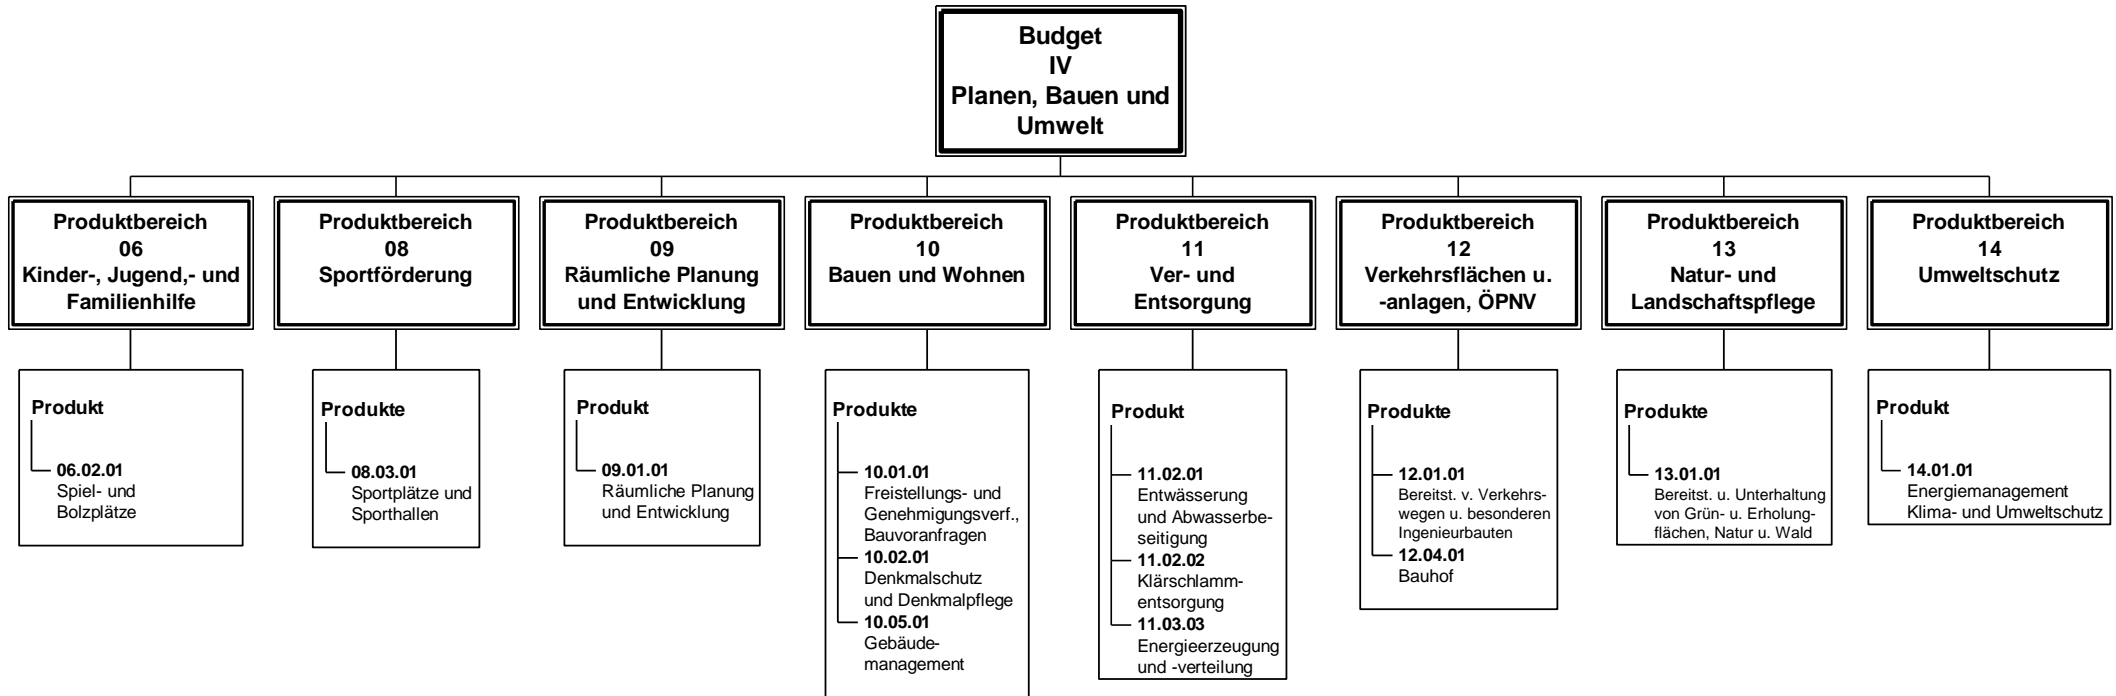 Budget
IV
Planen, Bauen und
Umwelt
Produktbereich
06
Kinder-, Jugend,- und
Familienhilfe
Produktbereich
08
Sportförderung
Produktbereich
09
Räumliche Planung
und Entwicklung
Produktbereich
10
Bauen und Wohnen
Produktbereich
11
Ver- und
Entsorgung
Produktbereich
12
Verkehrsflächen u.
-anlagen, ÖPNV
Produktbereich
13
Natur- und
Landschaftspflege
Produktbereich
14
Umweltschutz
Produkt
06.02.01
Spiel- und
Bolzplätze
Produkte
08.03.01
Sportplätze und
Sporthallen
Produkt
09.01.01
Räumliche Planung
und Entwicklung
Produkte
10.01.01
Freistellungs- und
Genehmigungsverf.,
Bauvoranfragen
10.02.01
Denkmalschutz
und Denkmalpflege
10.05.01
Gebäude-
management
Produkt
11.02.01
Entwässerung
und Abwasserbe-
seitigung
11.02.02
Klärschlamm-
entsorgung
11.03.03
Energieerzeugung
und -verteilung
Produkte
12.01.01
Bereitst. v. Verkehrs-
wegen u. besonderen
Ingenieurbauten
12.04.01
Bauhof
Produkte
13.01.01
Bereitst. u. Unterhaltung
von Grün- u. Erholung-
flächen, Natur u. Wald
Produkt
14.01.01
Energiemanagement
Klima- und Umweltschutz